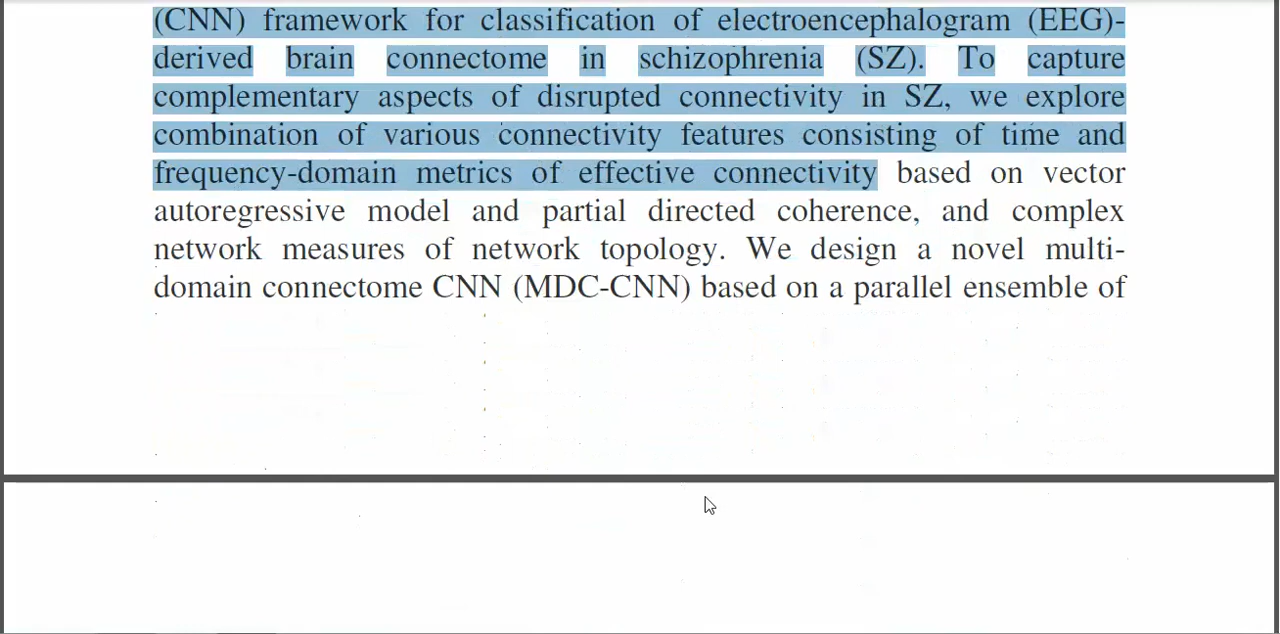 (CNN) framework for classification of electroencephalogram (EEG)-
derived brain connectome in schizophrenia (SZ). To capture
complementary aspects of disrupted connectivity in SZ, we explore
combination of various connectivity features consisting of time and
frequency-domain metrics of effective connectivity based on vector
autoregressive model and partial directed coherence, and complex
network measures of network topology. We design a novel multi-
domain connectome CNN (MDC-CNN) based on a parallel ensemble of